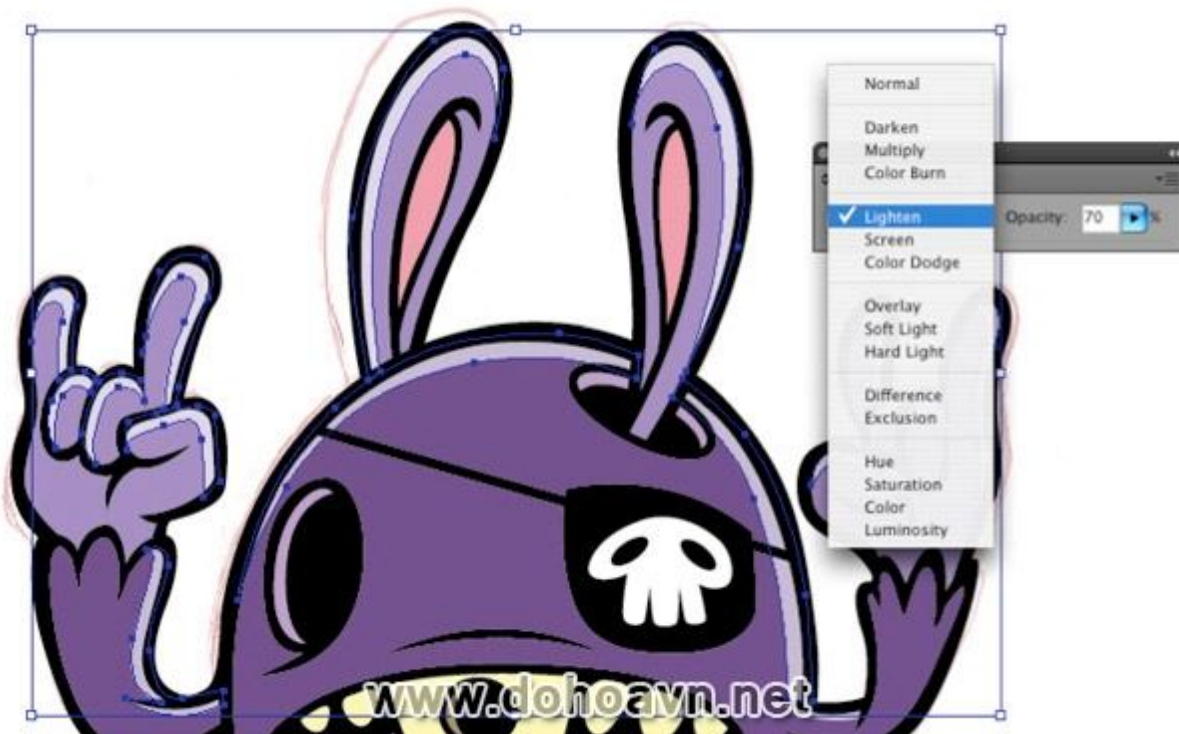 Normal
Darken
Multiply
Color Burn
✓ Lighten
Opacity: 70 %
Screen
Color Dodge
Overlay
Soft Light
Hard Light
Difference
Exclusion
Hue
Saturation
Color
Luminosity
www.dohoavn.net